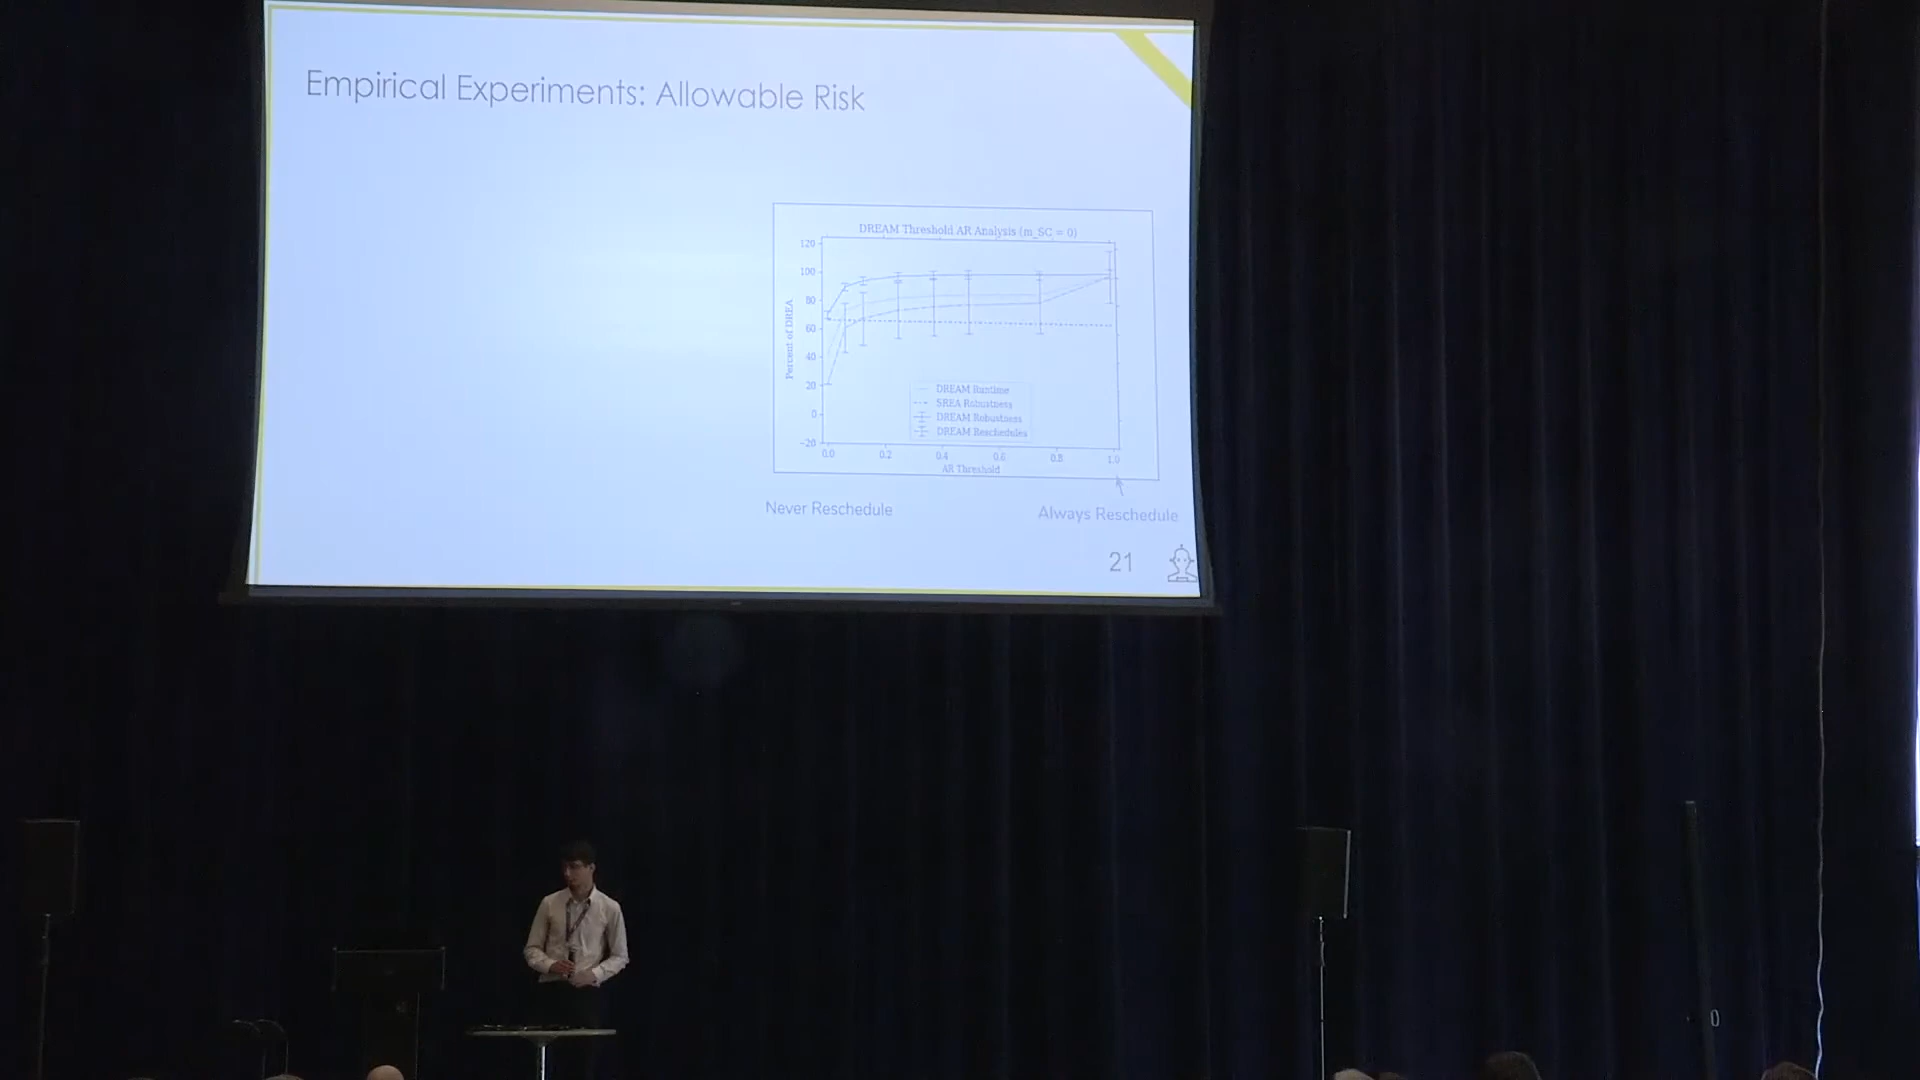 Empirical Experiments: Allowable Risk
DREAM Threshold AR Analysis (m_SC = 0)
120
100
80
60
40
20
0
-20
Percent of DREA
DREAM Runtime
SREA Robustness
DREAM Robustness
DREAM Reschedules
0.0 0.2 0.4 0.6 0.8 1.0
AR Threshold
Never Reschedule
Always Reschedule
21